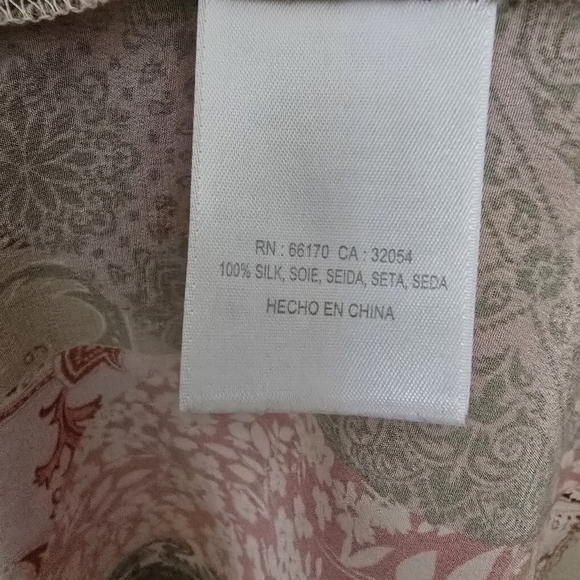 RN : 66170 CA : 32054
100% SILK, SOIE, SEIDA, SETA, SEDA
HECHO EN CHINA